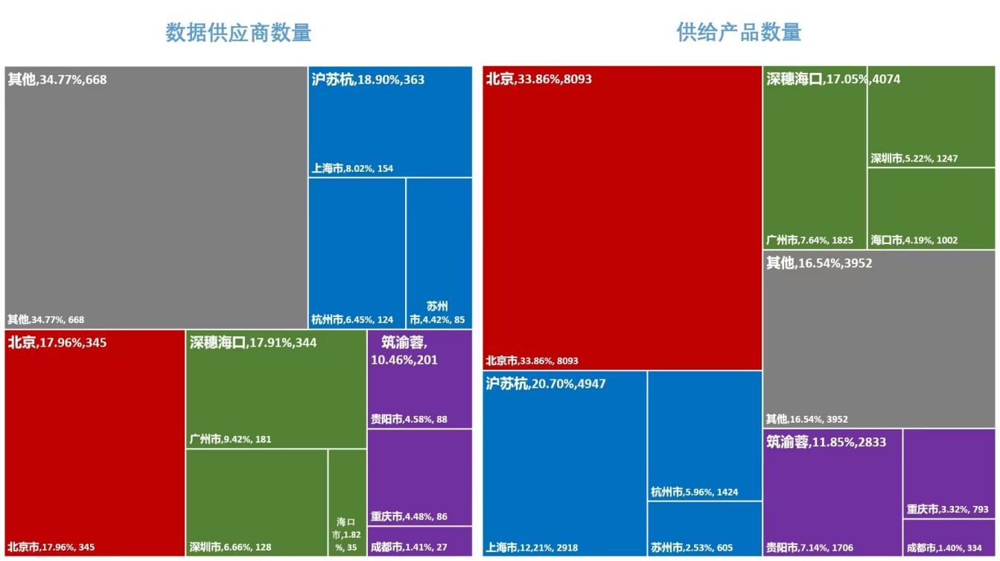 数据供应商数量
其他,34.77%,668
其他,34.77%, 668
沪苏杭,18.90%,363
上海市,8.02%, 154
杭州市,6.45%, 124
苏州
市,4.42%, 85
北京,17.96%,345
北京市,17.96%, 345
深穗海口,17.91%,344
广州市,9.42%, 181
深圳市,6.66%, 128
海口
市,1.82
%, 35
筑渝蓉,
10.46%,201
贵阳市,4.58%, 88
重庆市,4.48%, 86
成都市,1.41%, 27
供给产品数量
北京,33.86%,8093
北京市,33.86%, 8093
深穗海口,17.05%,4074
深圳市,5.22%, 1247
广州市,7.64%, 1825
海口市,4.19%, 1002
其他,16.54%,3952
其他,16.54%, 3952
沪苏杭,20.70%,4947
上海市,12,21%, 2918
杭州市,5.96%, 1424
苏州市,2.53%, 605
筑渝蓉,11.85%,2833
贵阳市,7.14%, 1706
重庆市,3.32%, 793
成都市,1.40%, 334